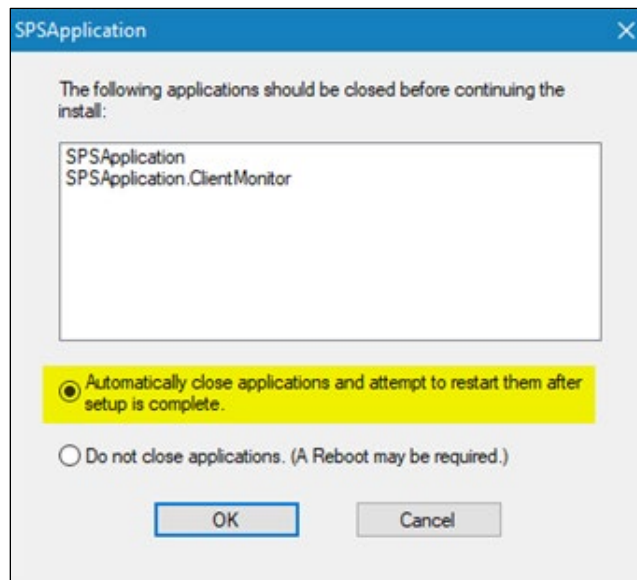 SPSApplication
The following applications should be closed before continuing the
install:
SPSApplication
SPSApplication.ClientMonitor
Automatically close applications and attempt to restart them after
setup is complete.
Do not close applications. (A Reboot may be required.)
OK
Cancel